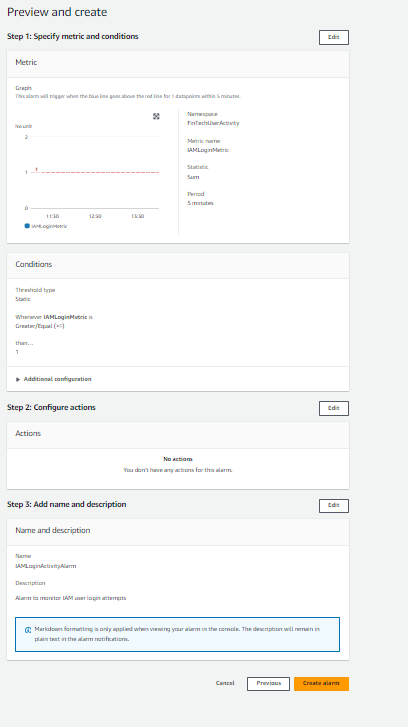 Preview and create
Step 1: Specify metric and conditions
Edit
Metric
Graph
This alarm will trigger when the blue line goes above the red line for 1 datapoints within 5 minutes.
No unit
2
1
0
11:30
12:30
13:30
IAMLoginMetric
Namespace
FinTechUserActivity
Metric name
IAMLoginMetric
Statistic
Sum
Period
5 minutes
Conditions
Threshold type
Static
Whenever IAMLoginMetric is
Greater/Equal (>=)
than...
1
Additional configuration
Step 2: Configure actions
Edit
Actions
No actions
You don't have any actions for this alarm.
Step 3: Add name and description
Edit
Name and description
Name
IAMLoginActivityAlarm
Description
Alarm to monitor IAM user login attempts
Markdown formatting is only applied when viewing your alarm in the console. The description will remain in
plain text in the alarm notifications.
Cancel
Previous
Create alarm